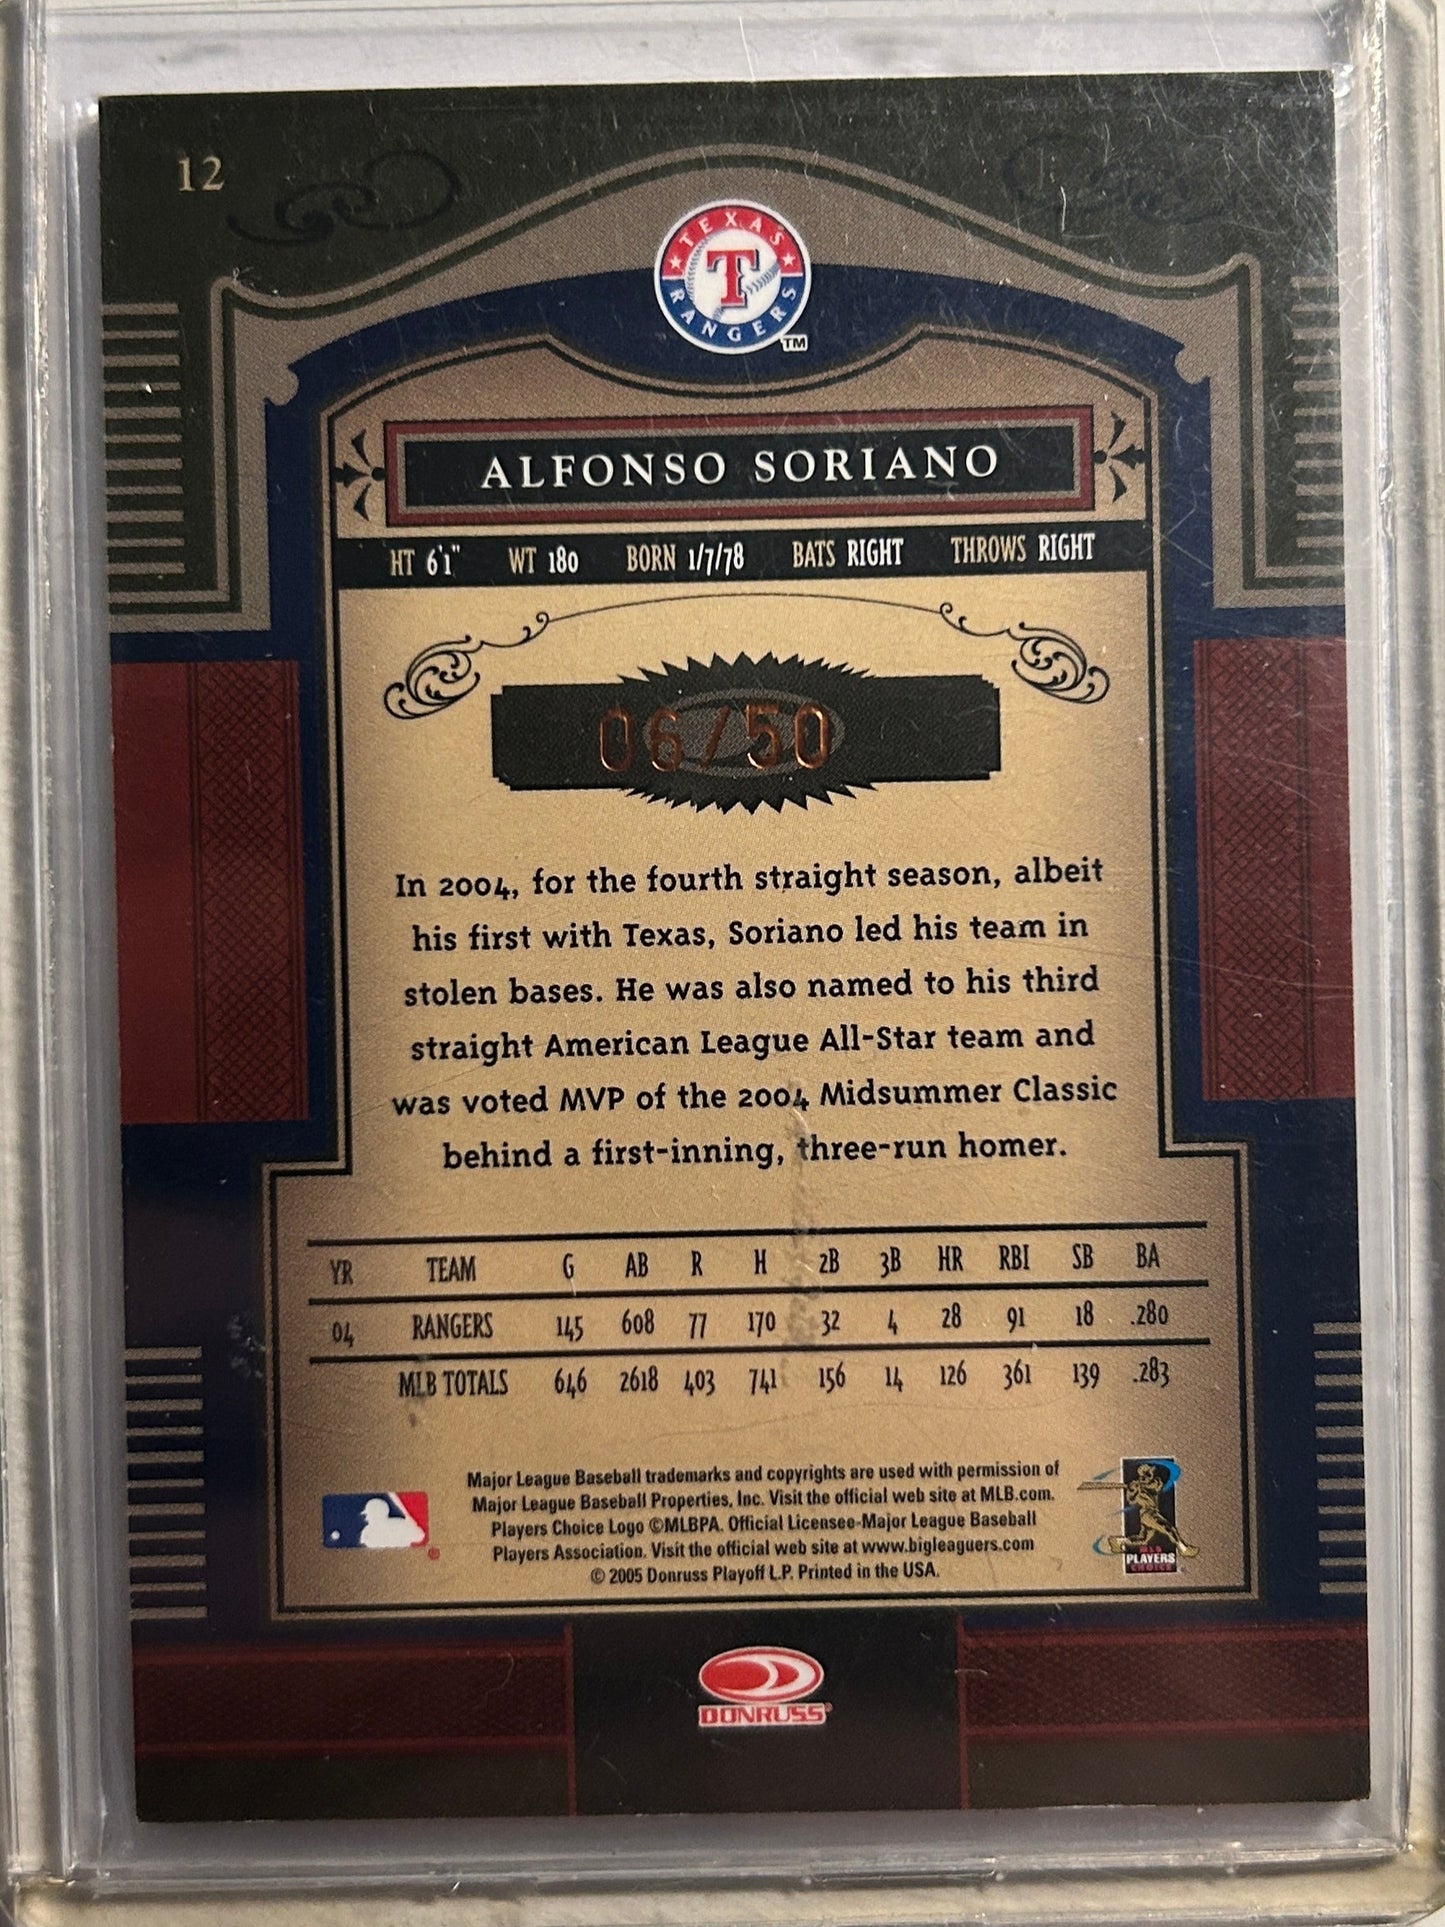 12
TEXAS
T
RANGERS
TM
ALFONSO SORIANO
HT 6'1" WT 180 BORN 1/7/78 BATS RIGHT THROWS RIGHT
06/50
In 2004, for the fourth straight season, albeit
his first with Texas, Soriano led his team in
stolen bases. He was also named to his third
straight American League All-Star team and
was voted MVP of the 2004 Midsummer Classic
behind a first-inning, three-run homer.
YR TEAM G AB R H 2B 3B HR RBI SB BA
04 RANGERS 145 608 77 170 32 4 28 91 18 .280
MLB TOTALS 646 2618 403 741 156 14 126 361 139 .283
Major League Baseball trademarks and copyrights are used with permission of
Major League Baseball Properties, Inc. Visit the official web site at MLB.com.
Players Choice Logo ©MLBPA. Official Licensee-Major League Baseball
Players Association. Visit the official web site at www.bigleaguers.com
© 2005 Donruss Playoff L.P. Printed in the USA.
MLB
PLAYERS
CHOICE
DONRUSS